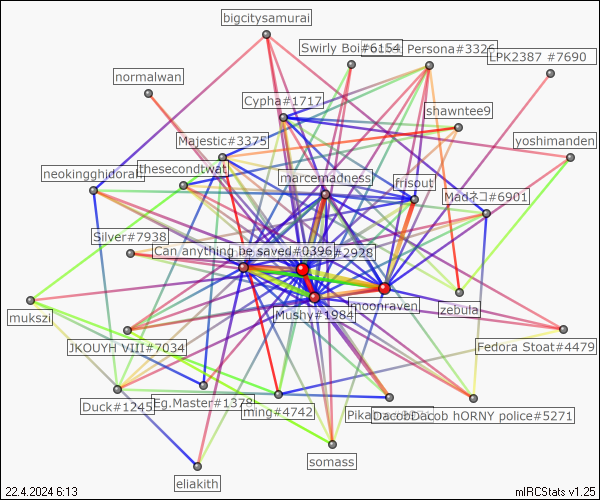 bigcitysamurai
Swirly Boi#6154
Persona#3326
LPK2387 #7690
normalwan
Cypha#1717
shawntee9
Majestic#3375
yoshimanden
thesecondtwat
neokingghidorah
marcemadness
frisout
Madネコ#6901
Silver#7938
Can anything be saved#0396
#2928
moonraven
Mushy#1984
zebula
mukszi
JKOUYH VIII#7034
Fedora Stoat#4479
Duck#1245
Eg.Master#1378
ming#4742
DacobDacob hORNY police#5271
somass
eliakith
22.4.2024 6:13
mIRCStats v1.25